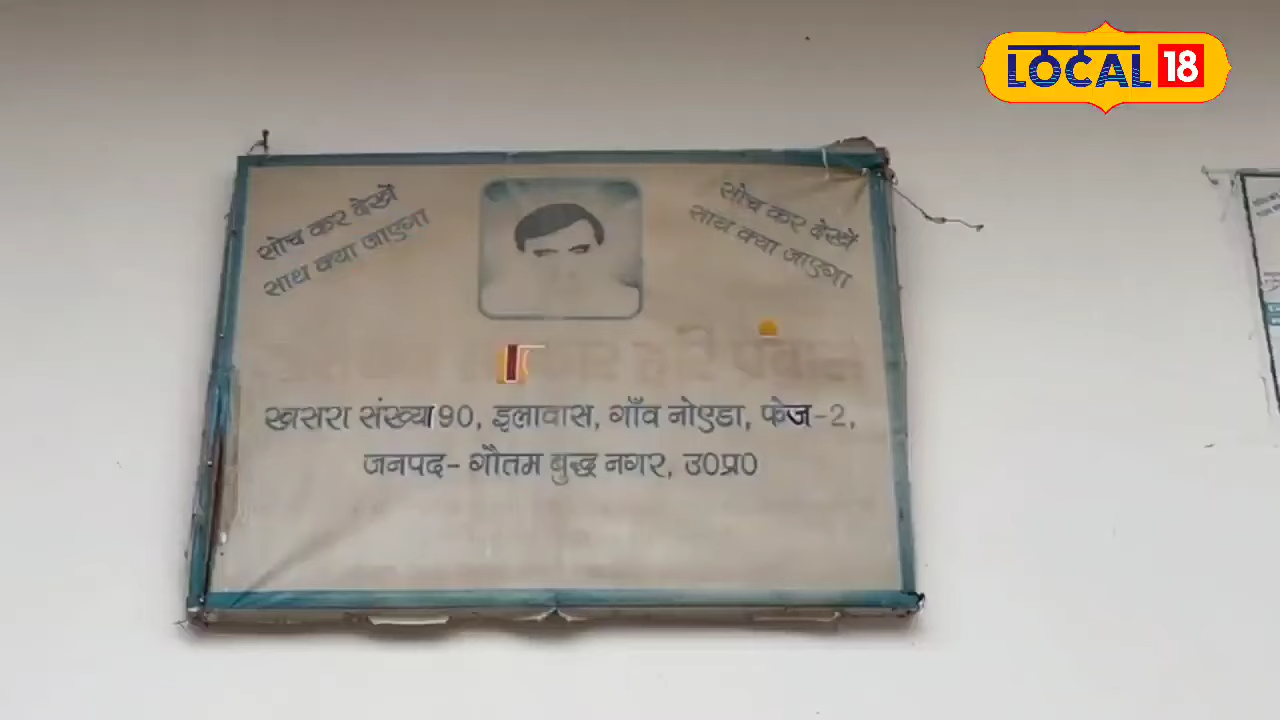 LOCAL 18
सोच कर देखें
साथ क्या जाएगा
सोच कर देखें
साथ क्या जाएगा
खसरा संख्या 90, इलावास, गाँव नोएडा, फेज-2,
जनपद- गौतम बुद्ध नगर, उ0प्र0